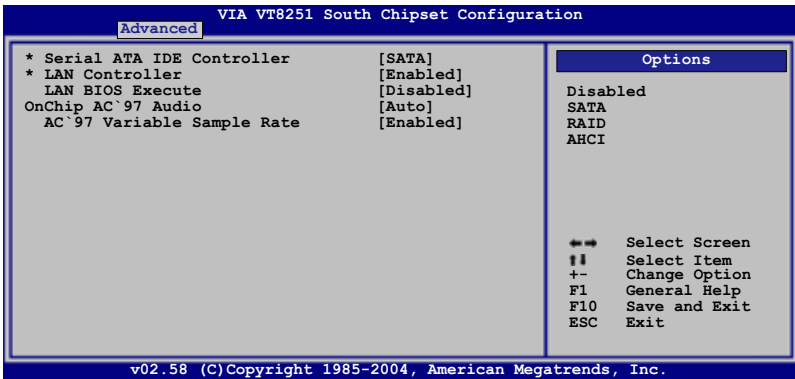 VIA VT8251 South Chipset Configuration
Advanced
* Serial ATA IDE Controller [SATA]
* LAN Controller [Enabled]
LAN BIOS Execute [Disabled]
OnChip AC`97 Audio [Auto]
AC`97 Variable Sample Rate [Enabled]
Options
Disabled
SATA
RAID
AHCI
←→ Select Screen
↑↓ Select Item
+- Change Option
F1 General Help
F10 Save and Exit
ESC Exit
v02.58 (C)Copyright 1985-2004, American Megatrends, Inc.